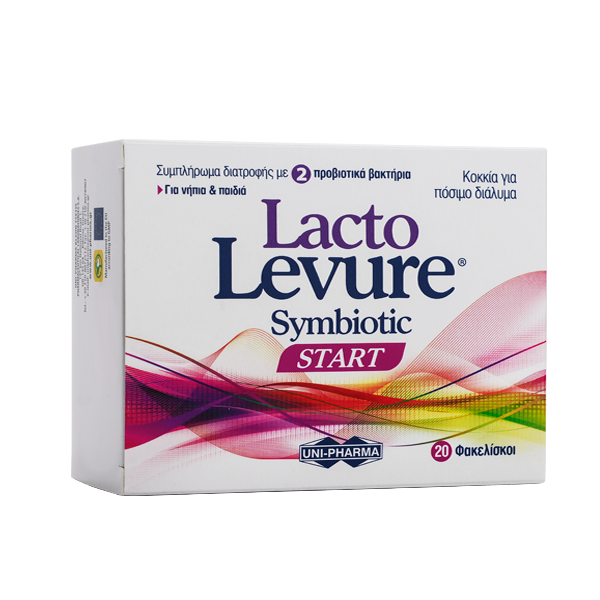 Συμπλήρωμα διατροφής με 2 προβιοτικά βακτήρια
Για νήπια & παιδιά
Κοκκία για
πόσιμο διάλυμα
Lacto
Levure®
Symbiotic
START
UNI-PHARMA
20 Φακελίσκοι